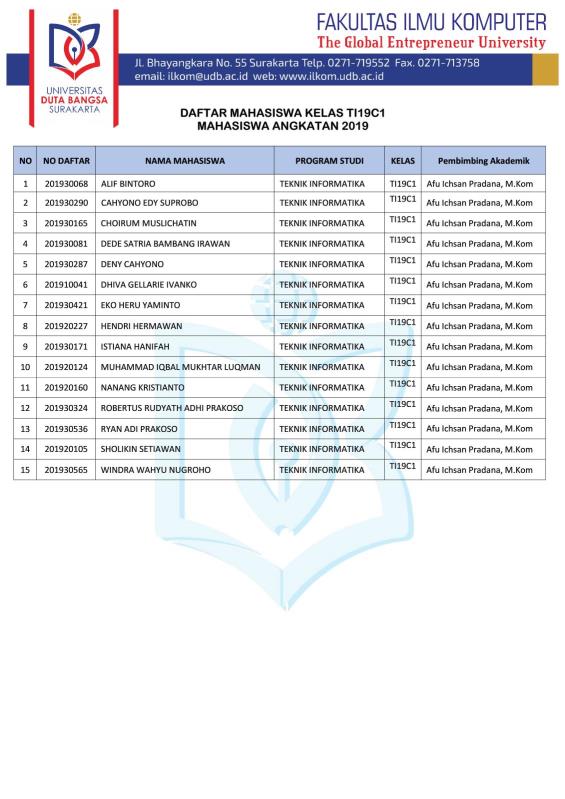 FAKULTAS ILMU KOMPUTER
The Global Entrepreneur University
Jl. Bhayangkara No. 55 Surakarta Telp. 0271-719552 Fax. 0271-713758
email: ilkom@udb.ac.id web: www.ilkom.udb.ac.id
UNIVERSITAS
DUTA BANGSA
SURAKARTA
DAFTAR MAHASISWA KELAS TI19C1
MAHASISWA ANGKATAN 2019
NO NO DAFTAR NAMA MAHASISWA PROGRAM STUDI KELAS Pembimbing Akademik
1 201930068 ALIF BINTORO TEKNIK INFORMATIKA TI19C1 Afu Ichsan Pradana, M.Kom
2 201930290 CAHYONO EDY SUPROBO TEKNIK INFORMATIKA TI19C1 Afu Ichsan Pradana, M.Kom
3 201930165 CHOIRUM MUSLICHATIN TEKNIK INFORMATIKA TI19C1 Afu Ichsan Pradana, M.Kom
4 201930081 DEDE SATRIA BAMBANG IRAWAN TEKNIK INFORMATIKA TI19C1 Afu Ichsan Pradana, M.Kom
5 201930287 DENY CAHYONO TEKNIK INFORMATIKA TI19C1 Afu Ichsan Pradana, M.Kom
6 201910041 DHIVA GELLARIE IVANKO TEKNIK INFORMATIKA TI19C1 Afu Ichsan Pradana, M.Kom
7 201930421 EKO HERU YAMINTO TEKNIK INFORMATIKA TI19C1 Afu Ichsan Pradana, M.Kom
8 201920227 HENDRI HERMAWAN TEKNIK INFORMATIKA TI19C1 Afu Ichsan Pradana, M.Kom
9 201930171 ISTIANA HANIFAH TEKNIK INFORMATIKA TI19C1 Afu Ichsan Pradana, M.Kom
10 201920124 MUHAMMAD IQBAL MUKHTAR LUQMAN TEKNIK INFORMATIKA TI19C1 Afu Ichsan Pradana, M.Kom
11 201920160 NANANG KRISTIANTO TEKNIK INFORMATIKA TI19C1 Afu Ichsan Pradana, M.Kom
12 201930324 ROBERTUS RUDYATH ADHI PRAKOSO TEKNIK INFORMATIKA TI19C1 Afu Ichsan Pradana, M.Kom
13 201930536 RYAN ADI PRAKOSO TEKNIK INFORMATIKA TI19C1 Afu Ichsan Pradana, M.Kom
14 201920105 SHOLIKIN SETIAWAN TEKNIK INFORMATIKA TI19C1 Afu Ichsan Pradana, M.Kom
15 201930565 WINDRA WAHYU NUGROHO TEKNIK INFORMATIKA TI19C1 Afu Ichsan Pradana, M.Kom